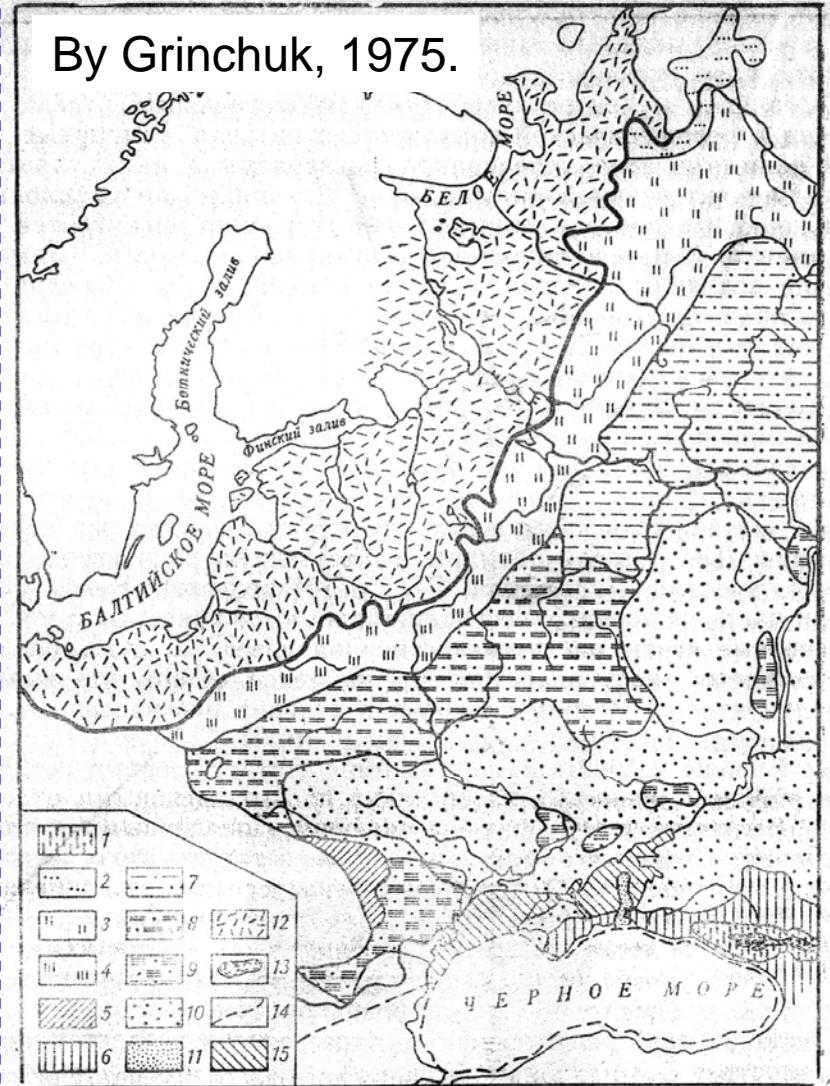 By Grinchuk, 1975.
БЕЛОЕ МОРЕ
Ботнический залив
Финский залив
БАЛТИЙСКОЕ МОРЕ
ЧЕРНОЕ МОРЕ
1
2
3
4
5
6
7
8
9
10
11
12
13
14
15